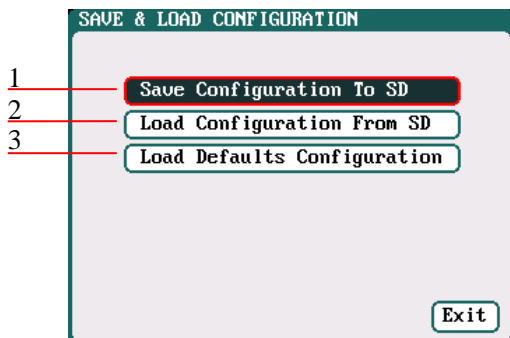 SAVE & LOAD CONFIGURATION
1
Save Configuration To SD
2
Load Configuration From SD
3
Load Defaults Configuration
Exit